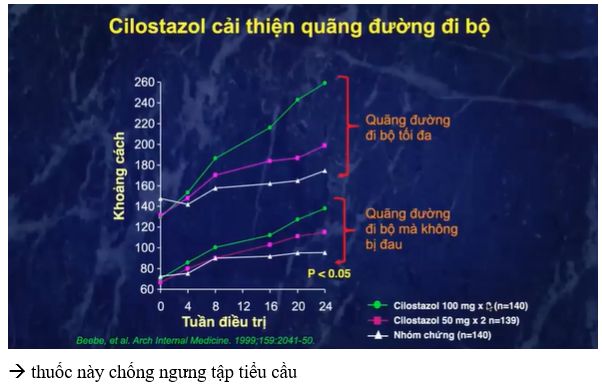 Cilostazol cải thiện quãng đường đi bộ
Khoảng cách
260
240
220
200
180
160
140
120
100
80
60
0 4 8 12 16 20 24
Tuần điều trị
Quãng đường
đi bộ tối đa
Quãng đường
đi bộ mà không
bị đau
P < 0.05
Cilostazol 100 mg x 2 (n=140)
Cilostazol 50 mg x 2 n=139)
Nhóm chứng (n=140)
Beebe, et al. Arch Internal Medicine. 1999;159:2041-50.
→ thuốc này chống ngưng tập tiểu cầu